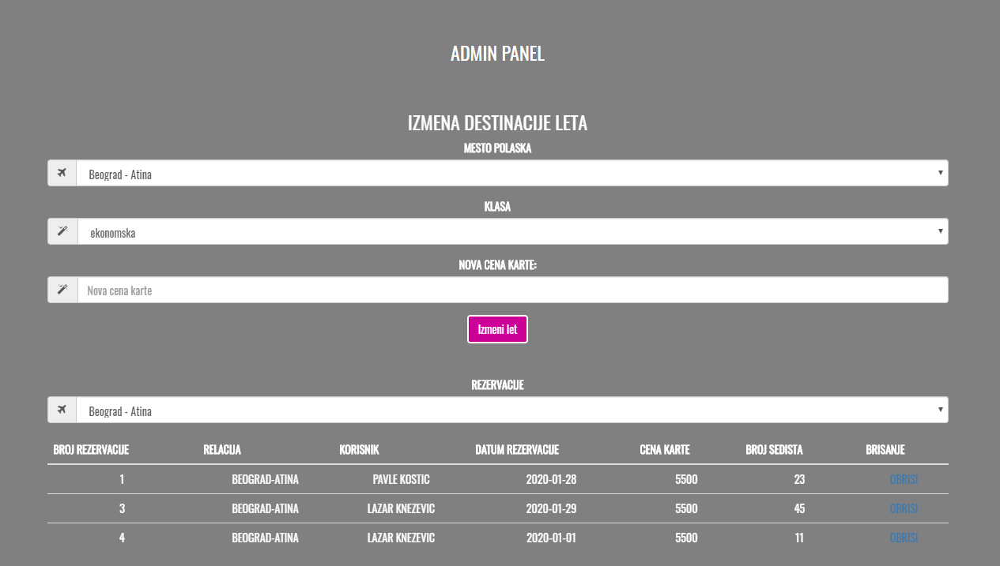 ADMIN PANEL
IZMENA DESTINACIJE LETA
MESTO POLASKA
Beograd - Atina
KLASA
ekonomska
NOVA CENA KARTE:
Nova cena karte
Izmeni let
REZERVACIJE
Beograd - Atina
BROJ REZERVACIJE RELACIJA KORISNIK DATUM REZERVACIJE CENA KARTE BROJ SEDISTA BRISANJE
1 BEOGRAD-ATINA PAVLE KOSTIC 2020-01-28 5500 23 OBRISI
3 BEOGRAD-ATINA LAZAR KNEZEVIC 2020-01-29 5500 45 OBRISI
4 BEOGRAD-ATINA LAZAR KNEZEVIC 2020-01-01 5500 11 OBRISI